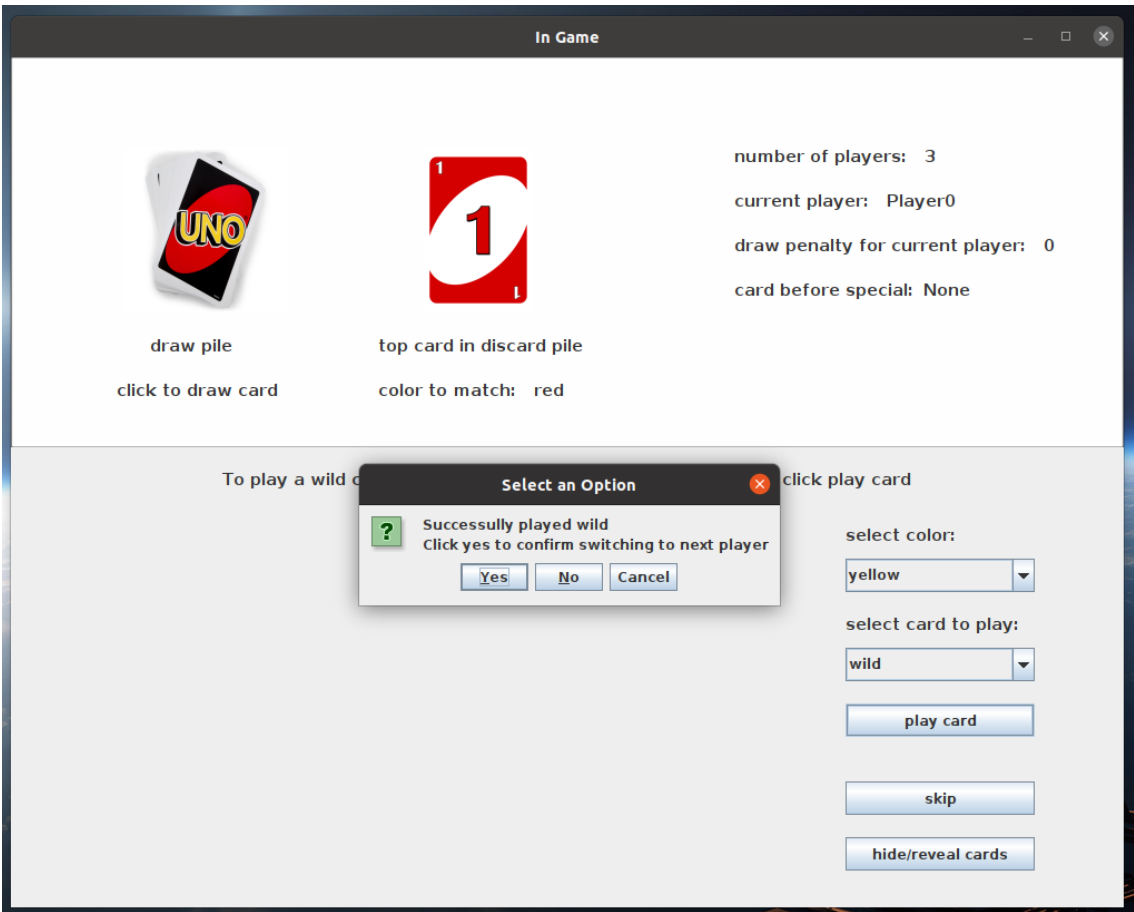 In Game
1
UNO
1
1
number of players: 3
current player: Player0
draw penalty for current player: 0
card before special: None
draw pile
top card in discard pile
click to draw card
color to match: red
To play a wild
click play card
Select an Option
?
Successully played wild
Click yes to confirm switching to next player
Yes
No
Cancel
select color:
yellow
select card to play:
wild
play card
skip
hide/reveal cards